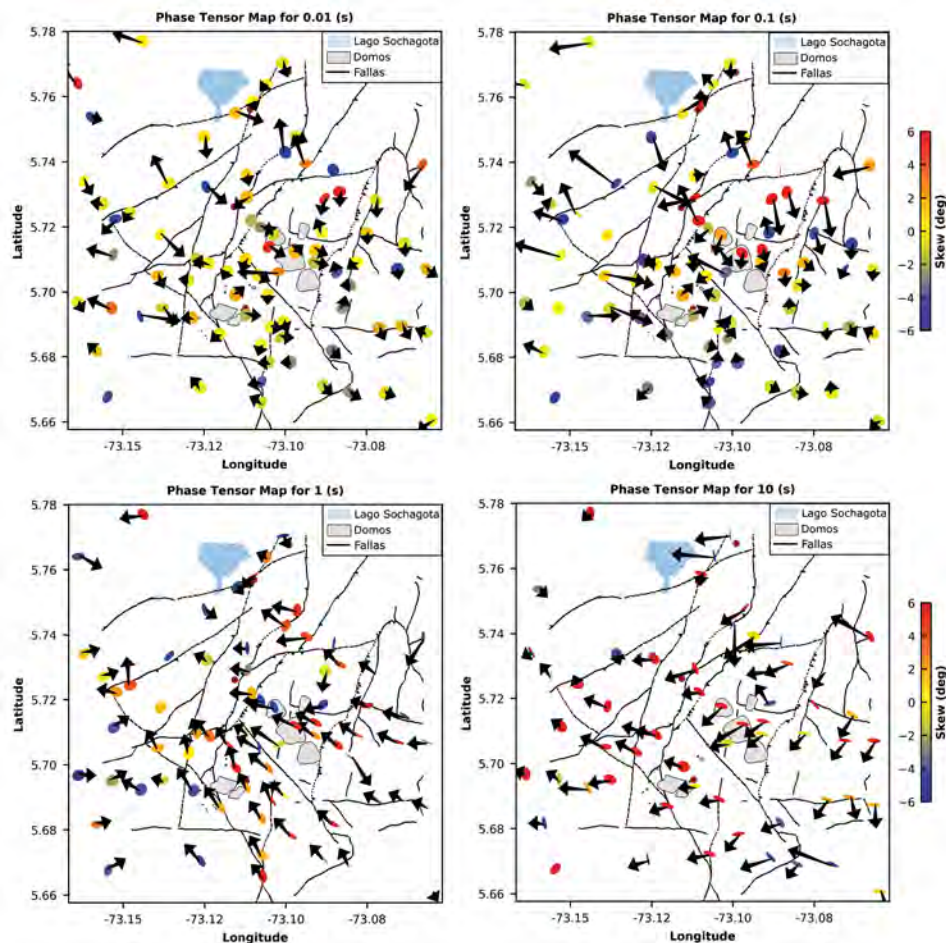 Phase Tensor Map for 0.01 (s)
5.78
5.76
5.74
5.72
5.70
5.68
5.66
Latitude
-73.15
-73.12
-73.10
-73.08
Longitude
Lago Sochagota
Domos
Fallas
Phase Tensor Map for 0.1 (s)
5.78
5.76
5.74
5.72
5.70
5.68
5.66
Latitude
-73.15
-73.12
-73.10
-73.08
Longitude
Lago Sochagota
Domos
Fallas
6
4
2
0
−2
−4
−6
Skew (deg)
Phase Tensor Map for 1 (s)
5.78
5.76
5.74
5.72
5.70
5.68
5.66
Latitude
-73.15
-73.12
-73.10
-73.08
Longitude
Lago Sochagota
Domos
Fallas
Phase Tensor Map for 10 (s)
5.78
5.76
5.74
5.72
5.70
5.68
5.66
Latitude
-73.15
-73.12
-73.10
-73.08
Longitude
Lago Sochagota
Domos
Fallas
6
4
2
0
−2
−4
−6
Skew (deg)